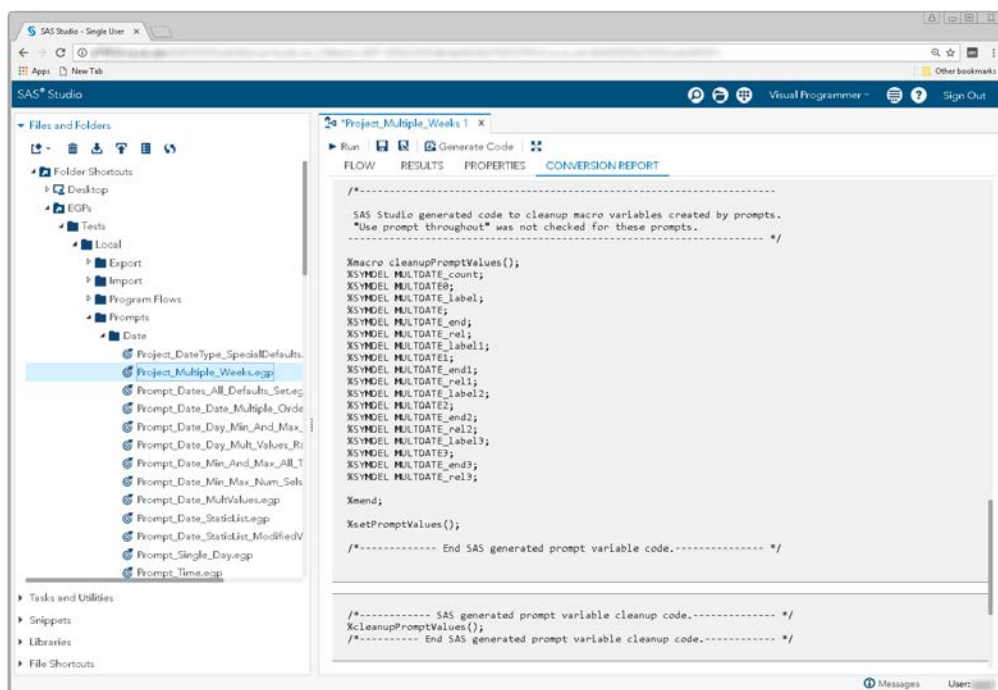 SAS Studio - Single User
Apps New Tab
Other bookmarks
SAS® Studio
Visual Programmer
Sign Out
Files and Folders
Folder Shortcuts
Desktop
EGPs
Tests
Local
Export
Import
Program Flows
Prompts
Date
Project_DateType_SpecialDefaults.
Project_Multiple_Weeks.egp
Prompt_Dates_All_Defaults_Set.eg
Prompt_Date_Date_Multiple_Orde
Prompt_Date_Day_Min_And_Max_
Prompt_Date_Day_Mult_Values_Ra
Prompt_Date_Min_And_Max_All_T
Prompt_Date_Min_Max_Num_Sels
Prompt_Date_MultValues.egp
Prompt_Date_StaticList.egp
Prompt_Date_StaticList_ModifiedV
Prompt_Single_Day.egp
Prompt_Time.egp
Tasks and Utilities
Snippets
Libraries
File Shortcuts
*Project_Multiple_Weeks 1
Run Generate Code
FLOW RESULTS PROPERTIES CONVERSION REPORT
/*---------------------------------------------------------------------------
SAS Studio generated code to cleanup macro variables created by prompts.
"Use prompt throughout" was not checked for these prompts.
--------------------------------------------------------------------------- */
%macro cleanupPromptValues();
%SYMDEL MULTDATE_count;
%SYMDEL MULTDATE0;
%SYMDEL MULTDATE_label;
%SYMDEL MULTDATE;
%SYMDEL MULTDATE_end;
%SYMDEL MULTDATE_rel;
%SYMDEL MULTDATE_label1;
%SYMDEL MULTDATE1;
%SYMDEL MULTDATE_end1;
%SYMDEL MULTDATE_rel1;
%SYMDEL MULTDATE_label2;
%SYMDEL MULTDATE2;
%SYMDEL MULTDATE_end2;
%SYMDEL MULTDATE_rel2;
%SYMDEL MULTDATE_label3;
%SYMDEL MULTDATE3;
%SYMDEL MULTDATE_end3;
%SYMDEL MULTDATE_rel3;
%mend;
%setPromptValues();
/*------------- End SAS generated prompt variable code.--------------- */
/*------------ SAS generated prompt variable cleanup code.-------------- */
%cleanupPromptValues();
/*---------- End SAS generated prompt variable cleanup code.------------ */
Messages User: